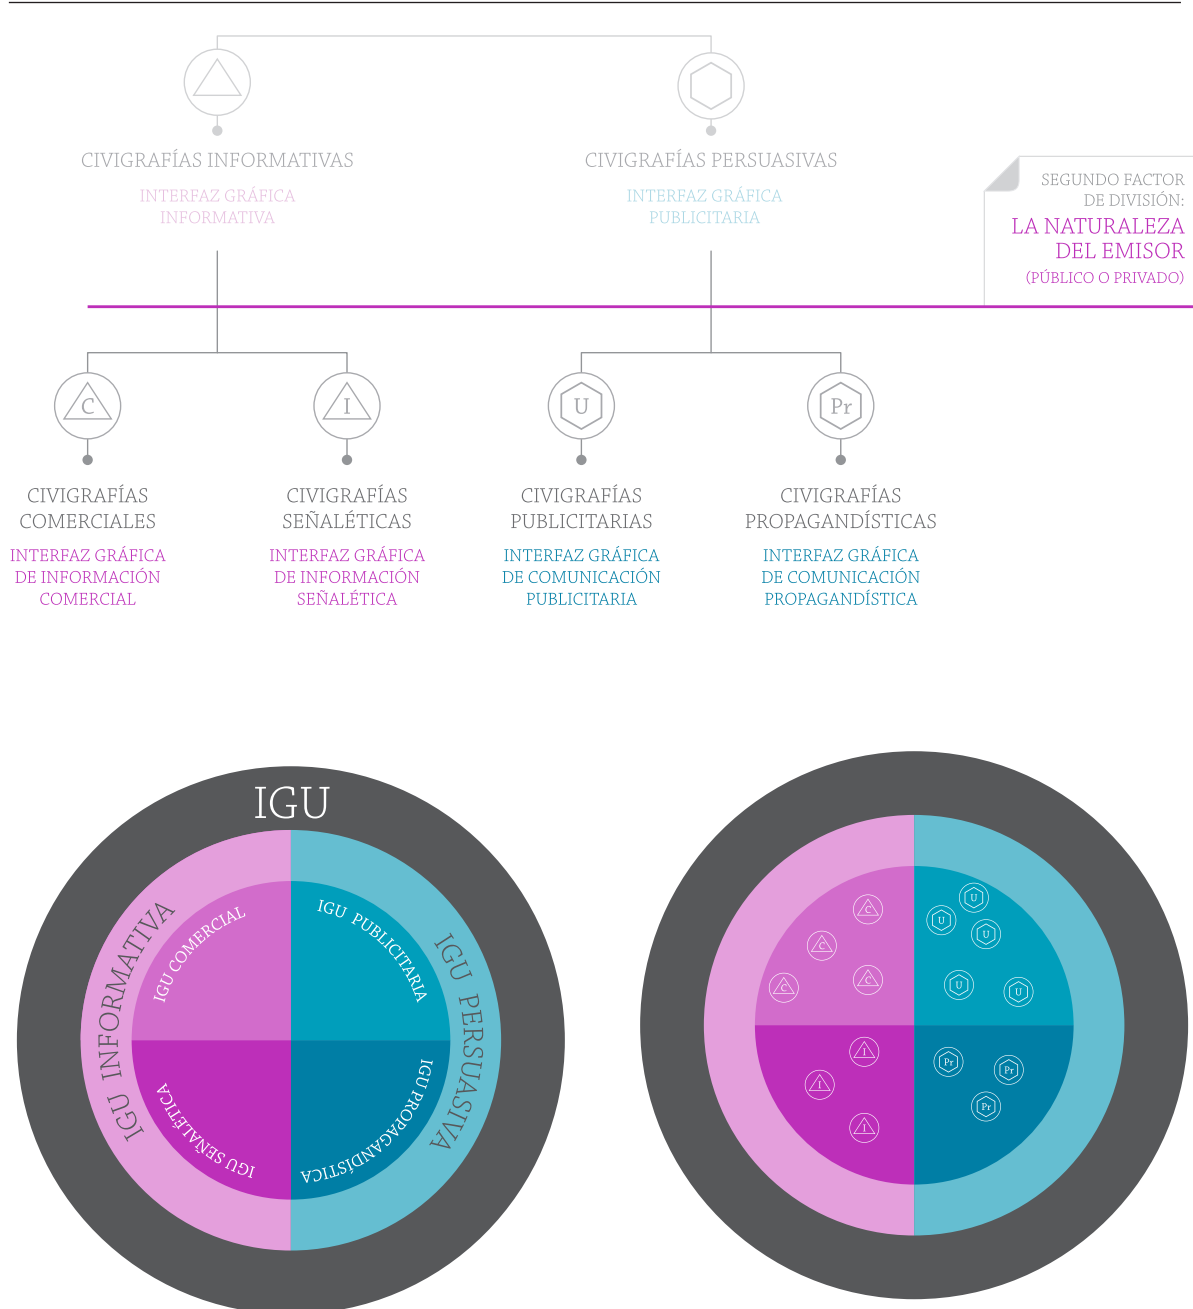 CIVIGRAFÍAS INFORMATIVAS
INTERFAZ GRÁFICA
INFORMATIVA
CIVIGRAFÍAS PERSUASIVAS
INTERFAZ GRÁFICA
PUBLICITARIA
SEGUNDO FACTOR
DE DIVISIÓN:
LA NATURALEZA
DEL EMISOR
(PÚBLICO O PRIVADO)
C
I
U
Pr
CIVIGRAFÍAS
COMERCIALES
INTERFAZ GRÁFICA
DE INFORMACIÓN
COMERCIAL
CIVIGRAFÍAS
SEÑALÉTICAS
INTERFAZ GRÁFICA
DE INFORMACIÓN
SEÑALÉTICA
CIVIGRAFÍAS
PUBLICITARIAS
INTERFAZ GRÁFICA
DE COMUNICACIÓN
PUBLICITARIA
CIVIGRAFÍAS
PROPAGANDÍSTICAS
INTERFAZ GRÁFICA
DE COMUNICACIÓN
PROPAGANDÍSTICA
IGU
IGU INFORMATIVA
IGU COMERCIAL
IGU PUBLICITARIA
IGU PERSUASIVA
IGU SEÑALÉTICA
IGU PROPAGANDÍSTICA
C
C
C
C
U
U
U
U
U
I
I
I
Pr
Pr
Pr